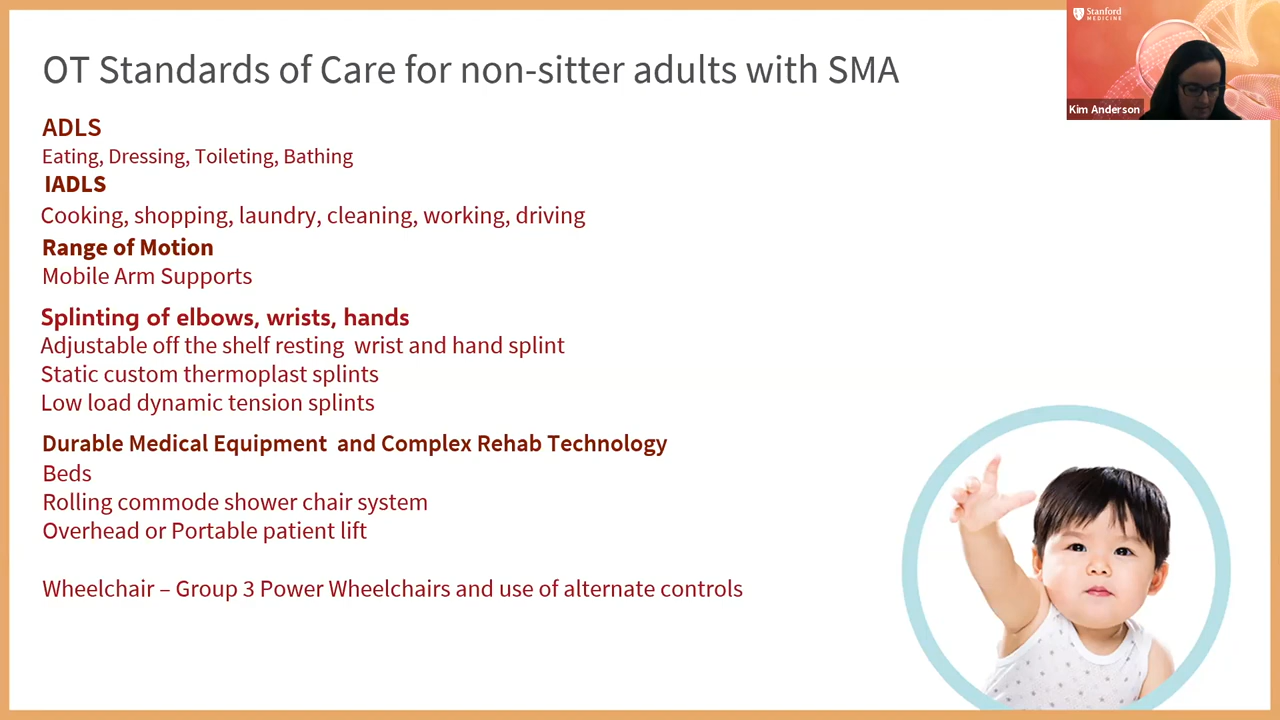 OT Standards of Care for non-sitter adults with SMA
Stanford
MEDICINE
Kim Anderson
ADLS
Eating, Dressing, Toileting, Bathing
IADLS
Cooking, shopping, laundry, cleaning, working, driving
Range of Motion
Mobile Arm Supports
Splinting of elbows, wrists, hands
Adjustable off the shelf resting wrist and hand splint
Static custom thermoplast splints
Low load dynamic tension splints
Durable Medical Equipment and Complex Rehab Technology
Beds
Rolling commode shower chair system
Overhead or Portable patient lift
Wheelchair – Group 3 Power Wheelchairs and use of alternate controls